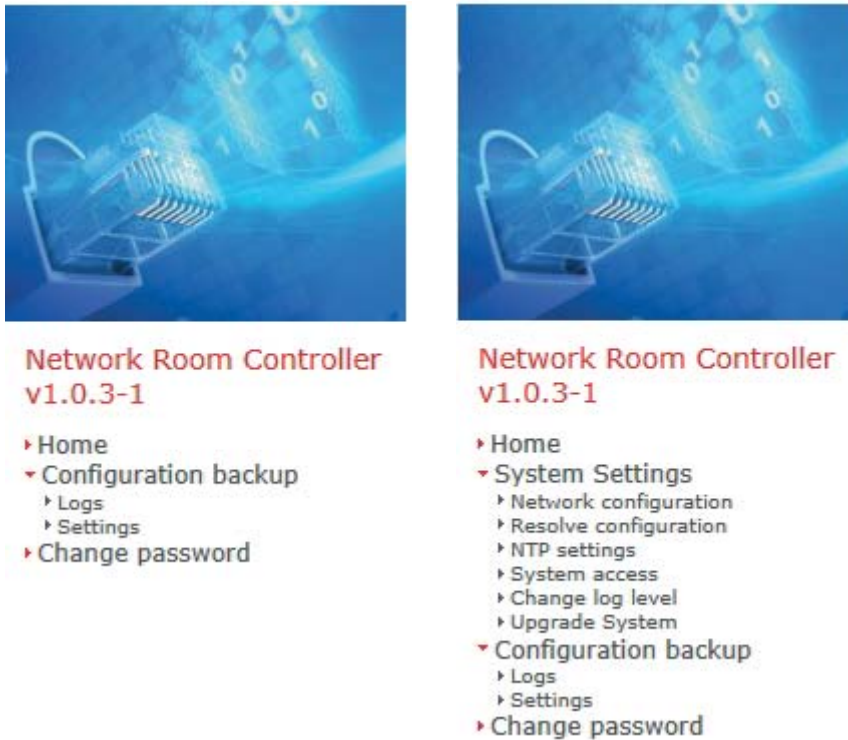 Network Room Controller
v1.0.3-1
Home
Configuration backup
Logs
Settings
Change password
Network Room Controller
v1.0.3-1
Home
System Settings
Network configuration
Resolve configuration
NTP settings
System access
Change log level
Upgrade System
Configuration backup
Logs
Settings
Change password